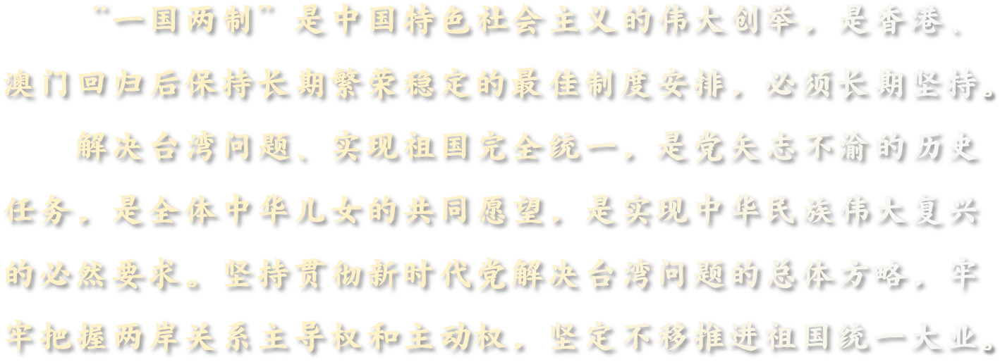 “一国两制”是中国特色社会主义的伟大创举，是香港、
澳门回归后保持长期繁荣稳定的最佳制度安排，必须长期坚持。
解决台湾问题、实现祖国完全统一，是党矢志不渝的历史
任务，是全体中华儿女的共同愿望，是实现中华民族伟大复兴
的必然要求。坚持贯彻新时代党解决台湾问题的总体方略，牢
牢把握两岸关系主导权和主动权，坚定不移推进祖国统一大业。